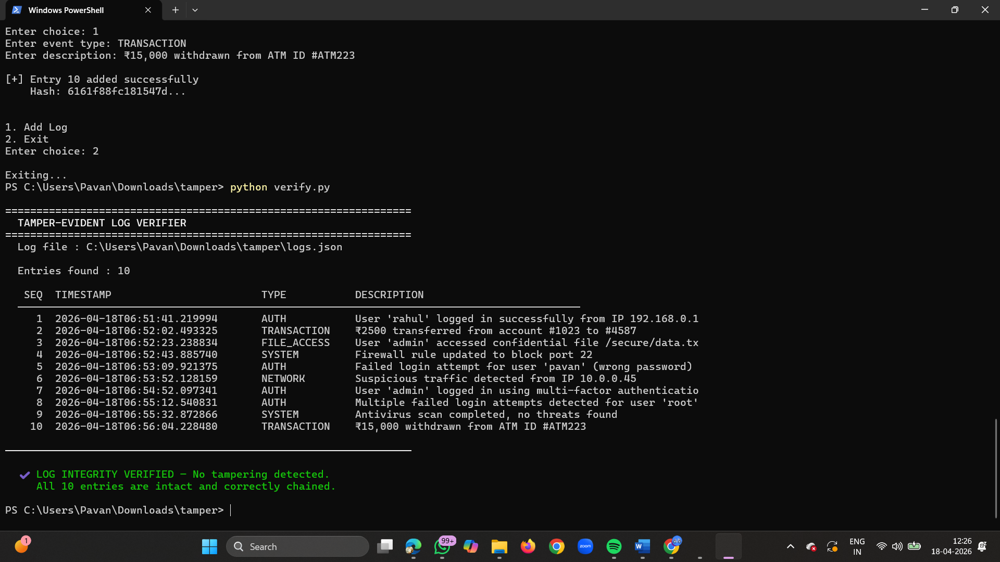 Windows PowerShell
Enter choice: 1
Enter event type: TRANSACTION
Enter description: ₹15,000 withdrawn from ATM ID #ATM223
[+] Entry 10 added successfully
Hash: 6161f88fc181547d...
1. Add Log
2. Exit
Enter choice: 2
Exiting...
PS C:\Users\Pavan\Downloads\tamper> python verify.py
=================================================================
TAMPER-EVIDENT LOG VERIFIER
=================================================================
Log file : C:\Users\Pavan\Downloads\tamper\logs.json
Entries found : 10
SEQ TIMESTAMP TYPE DESCRIPTION
1 2026-04-18T06:51:41.219994 AUTH User 'rahul' logged in successfully from IP 192.168.0.1
2 2026-04-18T06:52:02.493325 TRANSACTION ₹2500 transferred from account #1023 to #4587
3 2026-04-18T06:52:23.238834 FILE_ACCESS User 'admin' accessed confidential file /secure/data.tx
4 2026-04-18T06:52:43.885740 SYSTEM Firewall rule updated to block port 22
5 2026-04-18T06:53:09.921375 AUTH Failed login attempt for user 'pavan' (wrong password)
6 2026-04-18T06:53:52.128159 NETWORK Suspicious traffic detected from IP 10.0.0.45
7 2026-04-18T06:54:52.097341 AUTH User 'admin' logged in using multi-factor authenticatio
8 2026-04-18T06:55:12.540831 AUTH Multiple failed login attempts detected for user 'root'
9 2026-04-18T06:55:32.872866 SYSTEM Antivirus scan completed, no threats found
10 2026-04-18T06:56:04.228480 TRANSACTION ₹15,000 withdrawn from ATM ID #ATM223
✔ LOG INTEGRITY VERIFIED — No tampering detected.
All 10 entries are intact and correctly chained.
PS C:\Users\Pavan\Downloads\tamper>
1
Search
99+
zoom
W
ENG
IN
12:26
18-04-2026